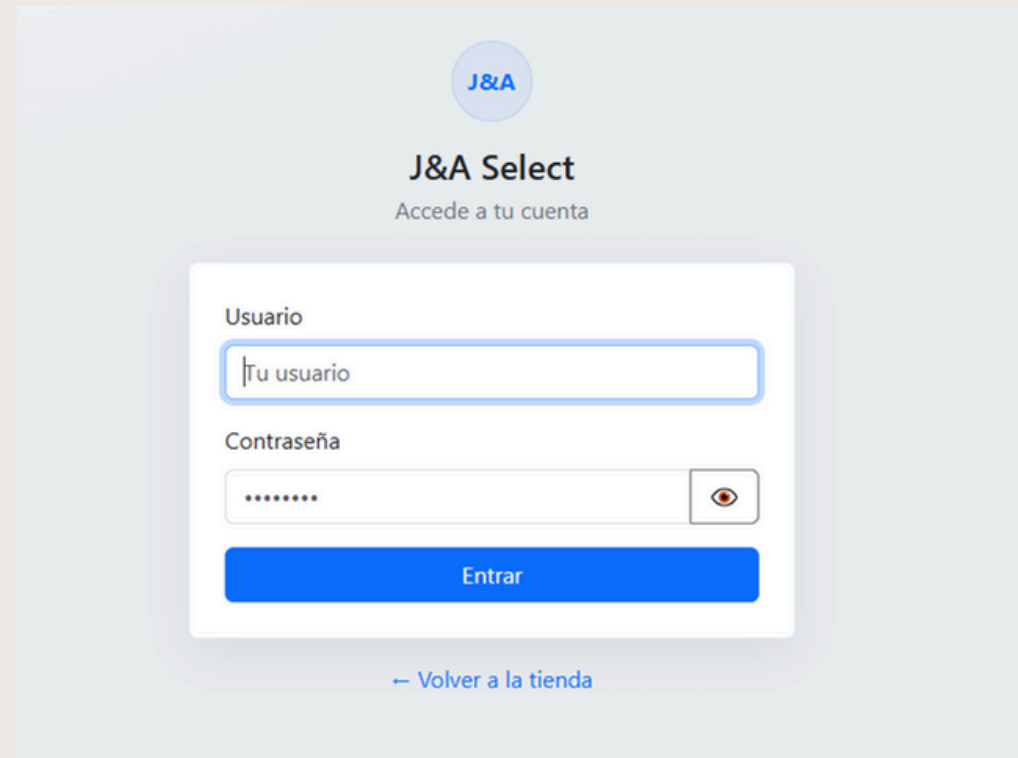 J&A
J&A Select
Accede a tu cuenta
Usuario
Tu usuario
Contraseña
••••••••
Entrar
← Volver a la tienda